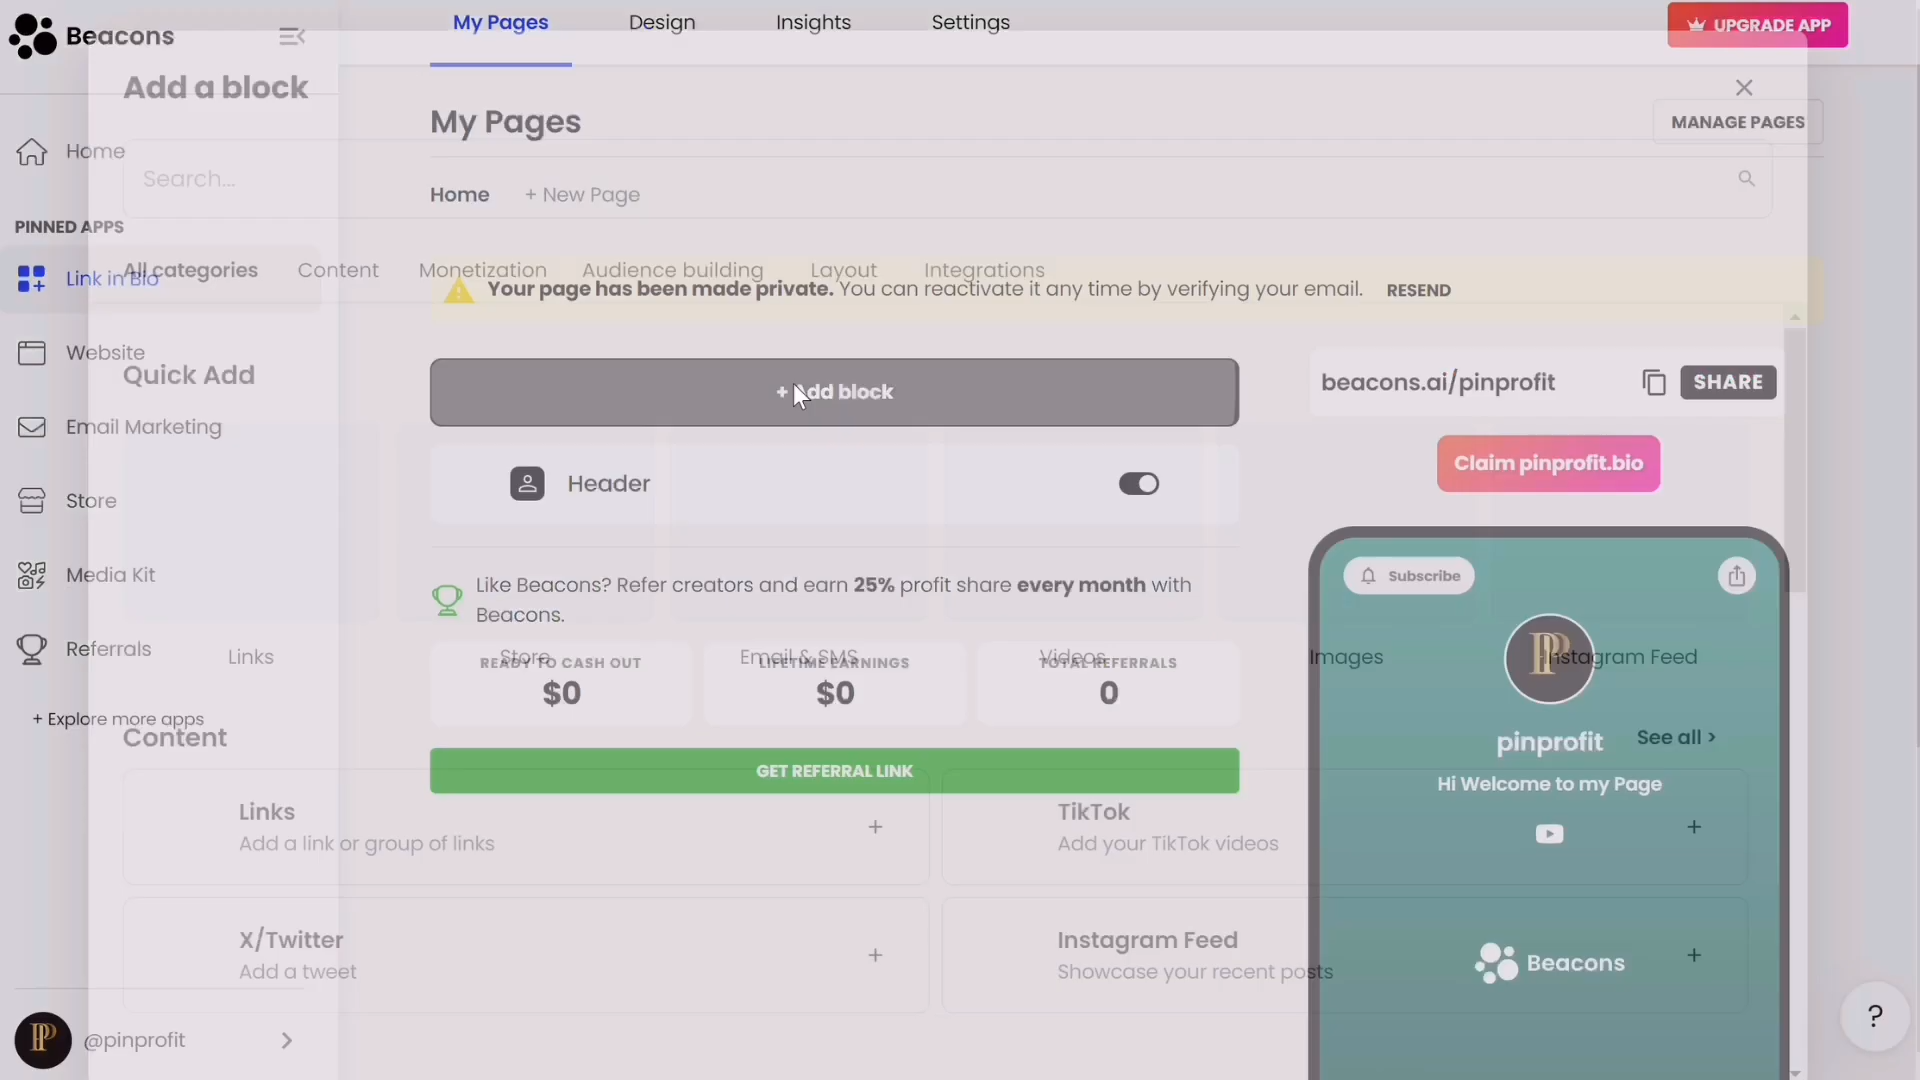 Beacons
My Pages
Design
Insights
Settings
UPGRADE APP
Add a block
My Pages
MANAGE PAGES
Home
Search...
Home
+ New Page
PINNED APPS
Link in Bio
All categories
Content
Monetization
Audience building
Layout
Integrations
Your page has been made private. You can reactivate it any time by verifying your email.
RESEND
Website
Quick Add
+ Add block
beacons.ai/pinprofit
SHARE
Email Marketing
Claim pinprofit.bio
Header
Store
Media Kit
Like Beacons? Refer creators and earn 25% profit share every month with
Beacons.
Subscribe
Referrals
Links
Store
Email & SMS
Videos
Images
Instagram Feed
READY TO CASH OUT
$0
LIFETIME EARNINGS
$0
TOTAL REFERRALS
0
PP
+ Explore more apps
Content
pinprofit
See all >
GET REFERRAL LINK
Hi Welcome to my Page
Links
Add a link or group of links
+
TikTok
Add your TikTok videos
+
X/Twitter
Add a tweet
+
Instagram Feed
Showcase your recent posts
+
Beacons
PP
@pinprofit
?